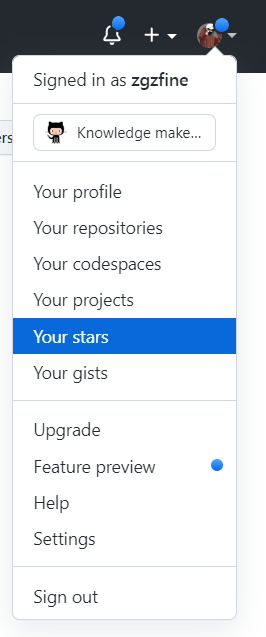 Signed in as zgzfine
ers
Knowledge make...
Your profile
Your repositories
Your codespaces
Your projects
Your stars
Your gists
Upgrade
Feature preview
Help
Settings
Sign out